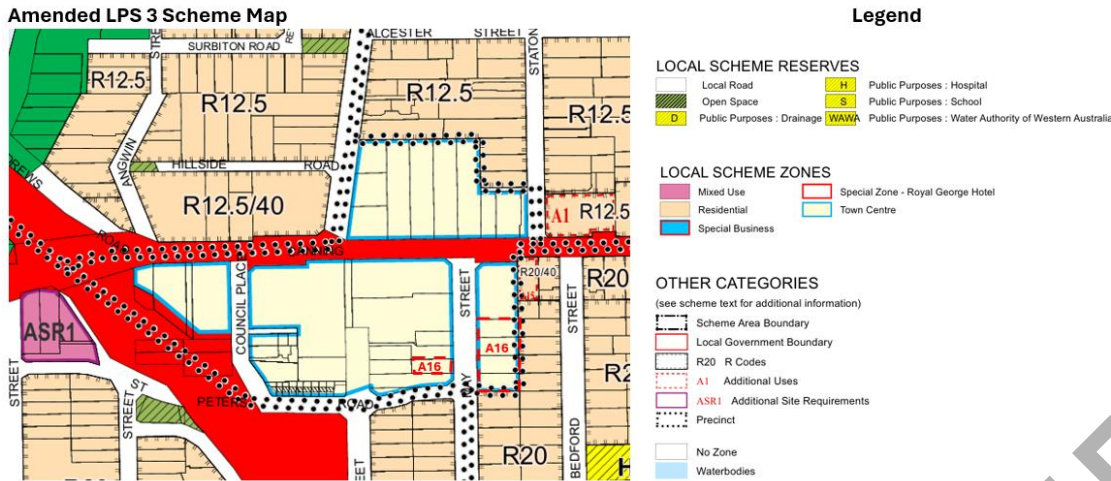 Amended LPS 3 Scheme Map
Legend
SURBITON ROAD
ALCESTER STREET
STATON
R12.5
R12.5
R12.5
R12.5
ANGWIN
HILLSIDE ROAD
R12.5/40
A1
R12.5
ROAD
CANNING
R20/40
R20
COUNCIL PLACE
STREET
STREET
ASR1
A16
A16
STREET
ST
STREET
PETERS ROAD
MAY
R20
BEDFORD
H
LOCAL SCHEME RESERVES
Local Road
Open Space
D Public Purposes : Drainage
H Public Purposes : Hospital
S Public Purposes : School
WAWA Public Purposes : Water Authority of Western Australia
LOCAL SCHEME ZONES
Mixed Use
Residential
Special Business
Special Zone - Royal George Hotel
Town Centre
OTHER CATEGORIES
(see scheme text for additional information)
Scheme Area Boundary
Local Government Boundary
R20 R Codes
A1 Additional Uses
ASR1 Additional Site Requirements
Precinct
No Zone
Waterbodies